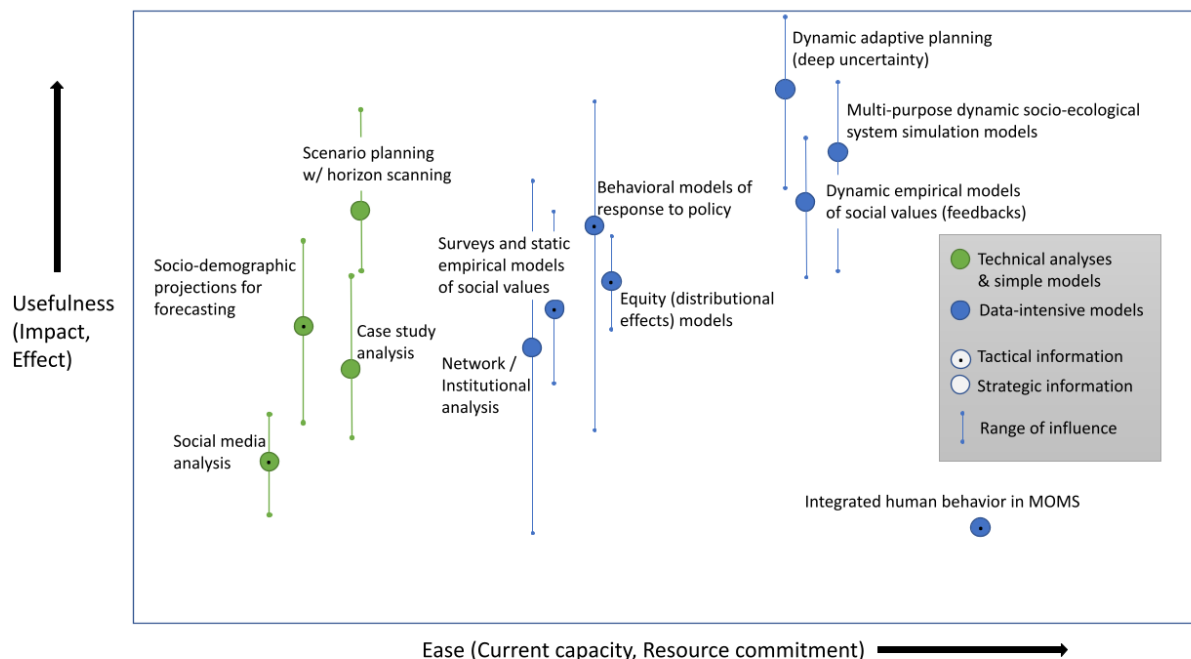 Dynamic adaptive planning
(deep uncertainty)
Multi-purpose dynamic socio-ecological
system simulation models
Scenario planning
w/ horizon scanning
Behavioral models of
response to policy
Dynamic empirical models
of social values (feedbacks)
Surveys and static
empirical models
of social values
Socio-demographic
projections for
forecasting
Equity (distributional
effects) models
Case study
analysis
Network /
Institutional
analysis
Social media
analysis
Integrated human behavior in MOMS
Technical analyses
& simple models
Data-intensive models
Tactical information
Strategic information
Range of influence
Usefulness
(Impact,
Effect)
Ease (Current capacity, Resource commitment)